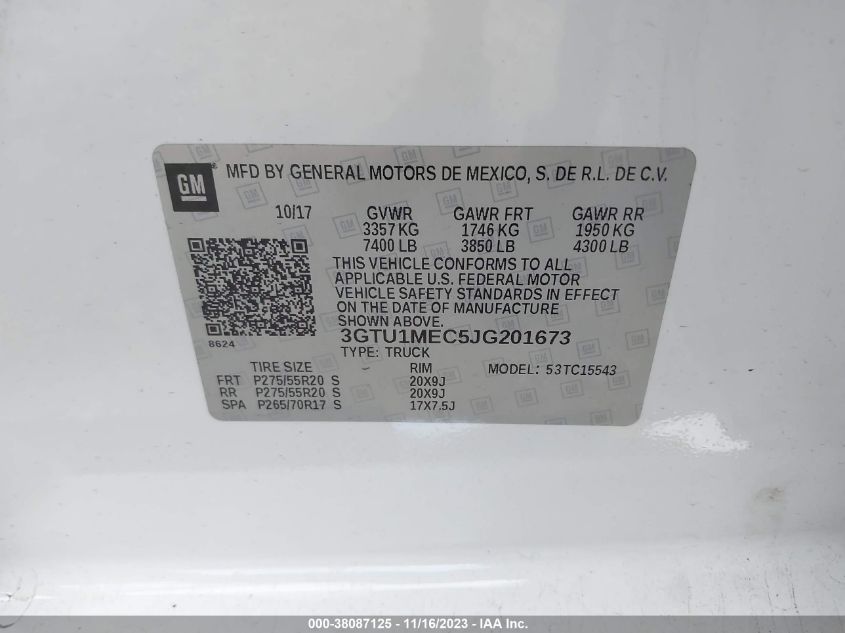 GM® MFD BY GENERAL MOTORS DE MEXICO, S. DE R.L. DE C.V.
10/17 GVWR GAWR FRT GAWR RR
3357 KG 1746 KG 1950 KG
7400 LB 3850 LB 4300 LB
THIS VEHICLE CONFORMS TO ALL
APPLICABLE U.S. FEDERAL MOTOR
VEHICLE SAFETY STANDARDS IN EFFECT
ON THE DATE OF MANUFACTURE
SHOWN ABOVE.
8624 3GTU1MEC5JG201673
TYPE: TRUCK
TIRE SIZE RIM MODEL: 53TC15543
FRT P275/55R20 S 20X9J
RR P275/55R20 S 20X9J
SPA P265/70R17 S 17X7.5J
000-38087125 - 11/16/2023 - IAA Inc.